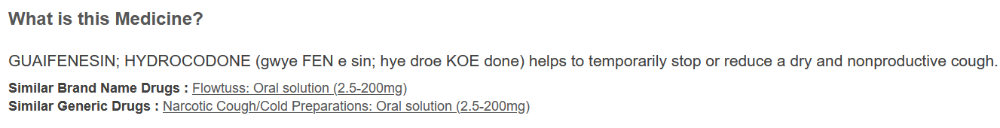 What is this Medicine?
GUAIFENESIN; HYDROCODONE (gwye FEN e sin; hye droe KOE done) helps to temporarily stop or reduce a dry and nonproductive cough.
Similar Brand Name Drugs : Flowtuss: Oral solution (2.5-200mg)
Similar Generic Drugs : Narcotic Cough/Cold Preparations: Oral solution (2.5-200mg)